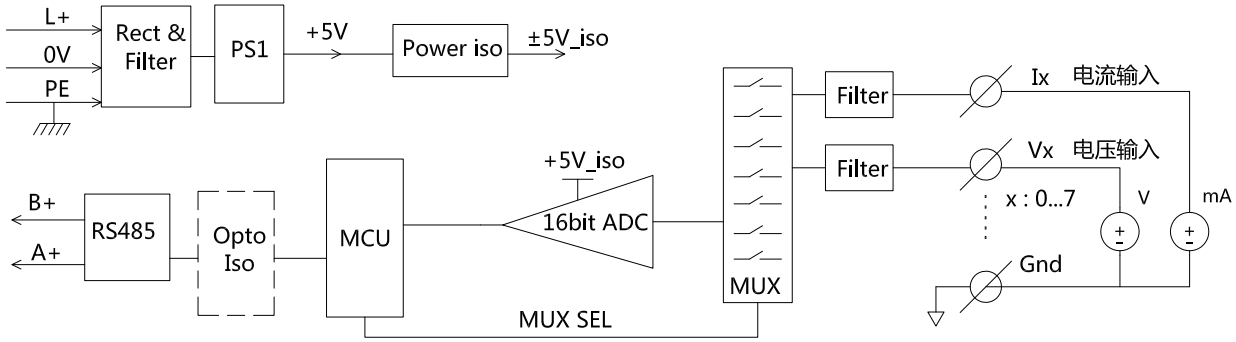 L+
0V
PE
Rect &
Filter
PS1
+5V
Power iso
±5V_iso
B+
A+
RS485
Opto
Iso
MCU
+5V_iso
16bit ADC
MUX
MUX SEL
Filter
Ix 电流输入
Filter
Vx 电压输入
x : 0...7
V
mA
+
+
Gnd